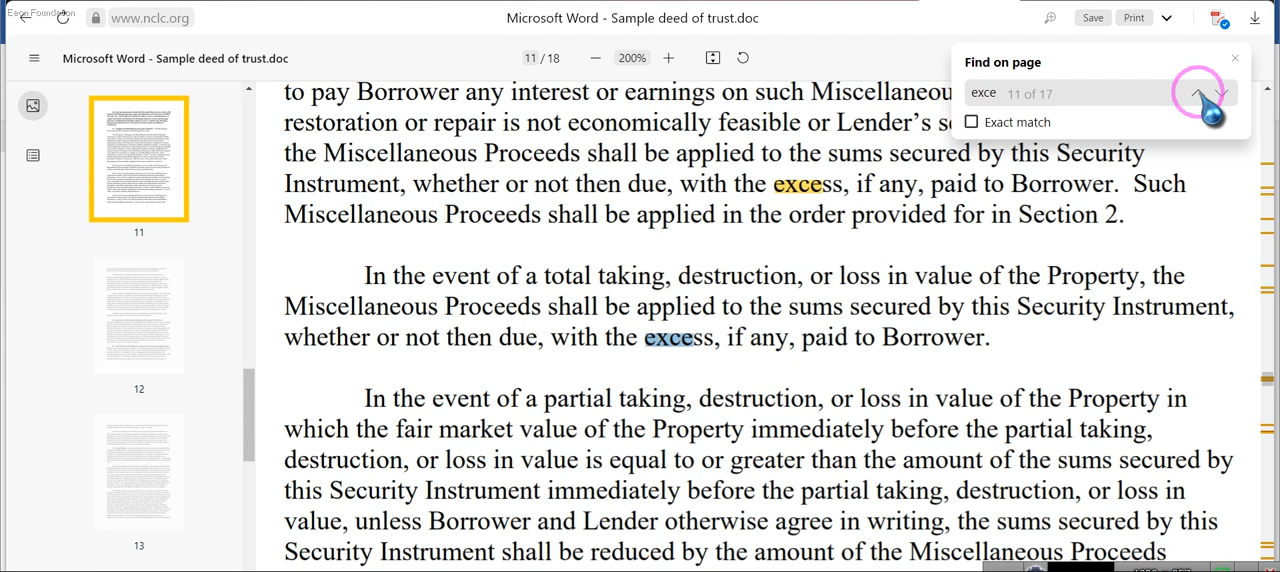 Eeon Foundation
www.nclc.org
Microsoft Word - Sample deed of trust.doc
Save
Print
Microsoft Word - Sample deed of trust.doc
11 / 18
200%
Find on page
exce 11 of 17
Exact match
11
12
13
to pay Borrower any interest or earnings on such Miscellaneou
restoration or repair is not economically feasible or Lender's se
the Miscellaneous Proceeds shall be applied to the sums secured by this Security
Instrument, whether or not then due, with the excess, if any, paid to Borrower. Such
Miscellaneous Proceeds shall be applied in the order provided for in Section 2.
In the event of a total taking, destruction, or loss in value of the Property, the
Miscellaneous Proceeds shall be applied to the sums secured by this Security Instrument,
whether or not then due, with the excess, if any, paid to Borrower.
In the event of a partial taking, destruction, or loss in value of the Property in
which the fair market value of the Property immediately before the partial taking,
destruction, or loss in value is equal to or greater than the amount of the sums secured by
this Security Instrument immediately before the partial taking, destruction, or loss in
value, unless Borrower and Lender otherwise agree in writing, the sums secured by this
Security Instrument shall be reduced by the amount of the Miscellaneous Proceeds